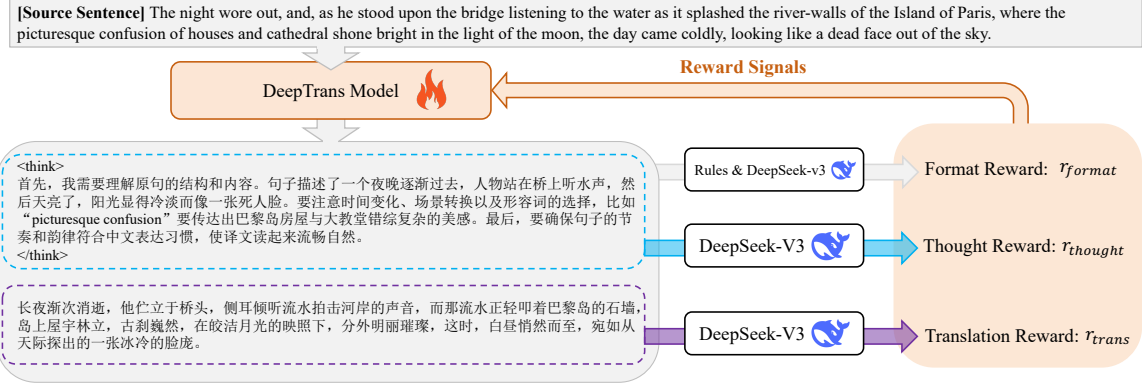 [Source Sentence] The night wore out, and, as he stood upon the bridge listening to the water as it splashed the river-walls of the Island of Paris, where the
picturesque confusion of houses and cathedral shone bright in the light of the moon, the day came coldly, looking like a dead face out of the sky.
Reward Signals
DeepTrans Model
<think>
首先，我需要理解原句的结构和内容。句子描述了一个夜晚逐渐过去，人物站在桥上听水声，然
后天亮了，阳光显得冷淡而像一张死人脸。要注意时间变化、场景转换以及形容词的选择，比如
“picturesque confusion”要传达出巴黎岛房屋与大教堂错综复杂的美感。最后，要确保句子的节
奏和韵律符合中文表达习惯，使译文读起来流畅自然。
</think>
Rules & DeepSeek-v3
Format Reward: r_format
DeepSeek-V3
Thought Reward: r_thought
长夜渐次消逝，他伫立于桥头，侧耳倾听流水拍击河岸的声音，而那流水正轻叩着巴黎岛的石墙，
岛上屋宇林立，古刹巍然，在皎洁月光的映照下，分外明丽璀璨，这时，白昼悄然而至，宛如从
天际探出的一张冰冷的脸庞。
DeepSeek-V3
Translation Reward: r_trans